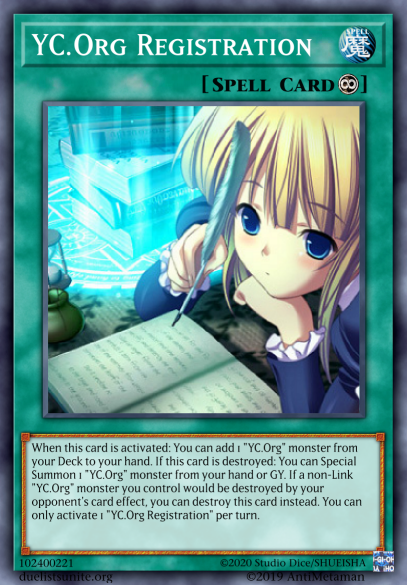 YC.Org Registration
[Spell Card]
When this card is activated: You can add 1 "YC.Org" monster from
your Deck to your hand. If this card is destroyed: You can Special
Summon 1 "YC.Org" monster from your hand or GY. If a non-Link
"YC.Org" monster you control would be destroyed by your
opponent's card effect, you can destroy this card instead. You can
only activate 1 "YC.Org Registration" per turn.
102400221
©2020 Studio Dice/SHUEISHA
duelistsunite.org
©2019 AntiMetaman